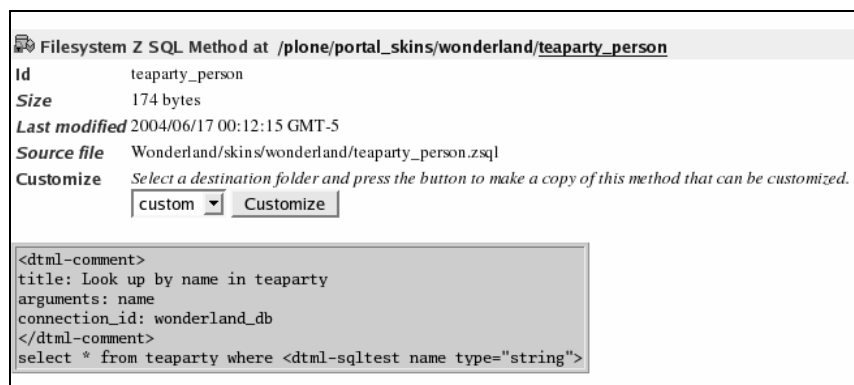 Filesystem Z SQL Method at /plone/portal_skins/wonderland/teaparty_person
Id teaparty_person
Size 174 bytes
Last modified 2004/06/17 00:12:15 GMT-5
Source file Wonderland/skins/wonderland/teaparty_person.zsql
Customize Select a destination folder and press the button to make a copy of this method that can be customized.
custom Customize
<dtml-comment>
title: Look up by name in teaparty
arguments: name
connection_id: wonderland_db
</dtml-comment>
select * from teaparty where <dtml-sqltest name type="string">